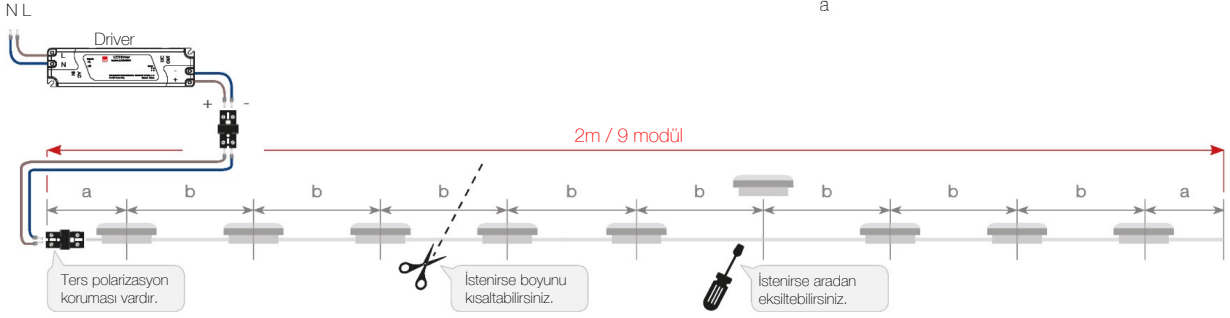 N L
a
Driver
L
N
-
+
+ -
2m / 9 modül
a b b b b b b b b a
Ters polarizasyon
koruması vardır.
İstenirse boyunu
kısaltabilirsiniz.
İstenirse aradan
eksiltebilirsiniz.